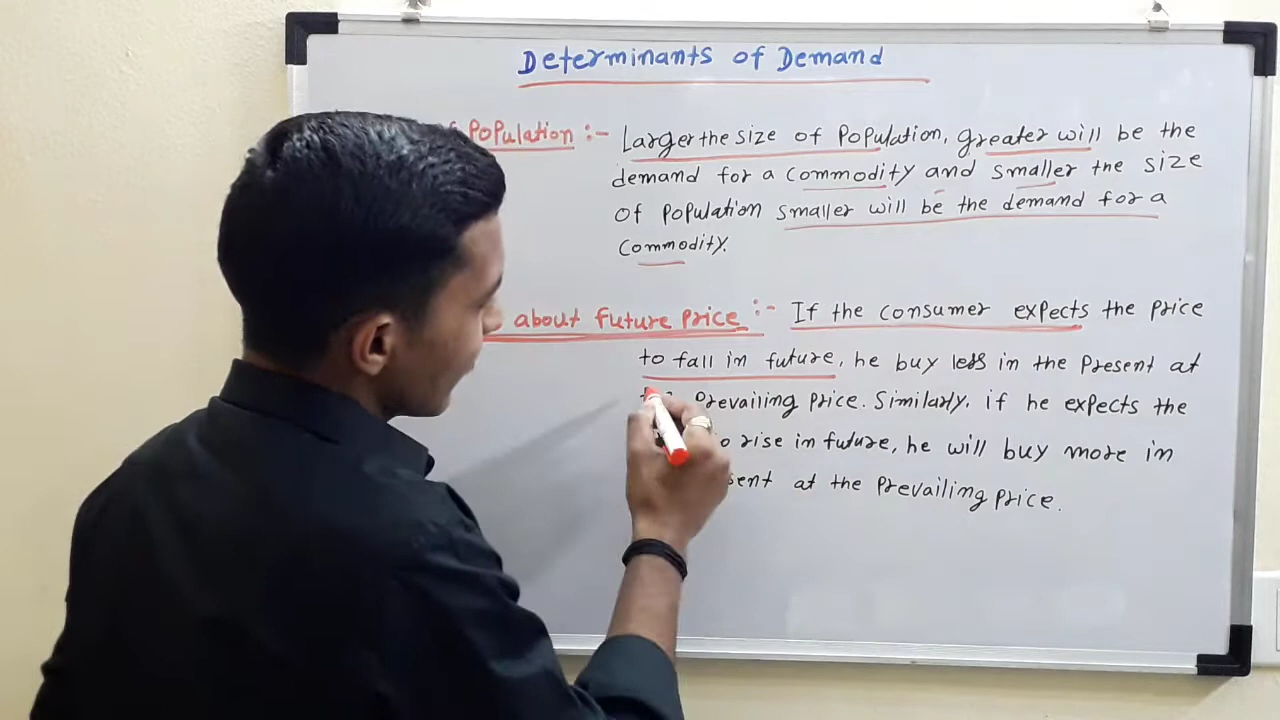 Determinants of Demand
Population :- Larger the size of Population, greater will be the
demand for a commodity and smaller the size
of Population smaller will be the demand for a
commodity.
about future price :- If the consumer expects the price
to fall in future, he buy less in the Present at
Prevailing price. Similarly, if he expects the
rise in future, he will buy more in
at the Prevailing price.